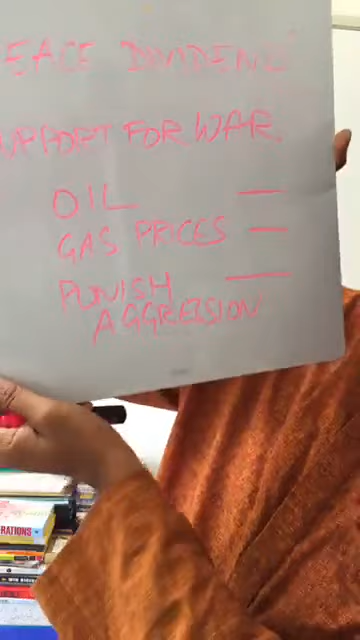 EACE DIVIDEND
UPPORT FOR WAR
OIL —
GAS PRICES —
PUNISH —
AGGRESSION
RATIONS